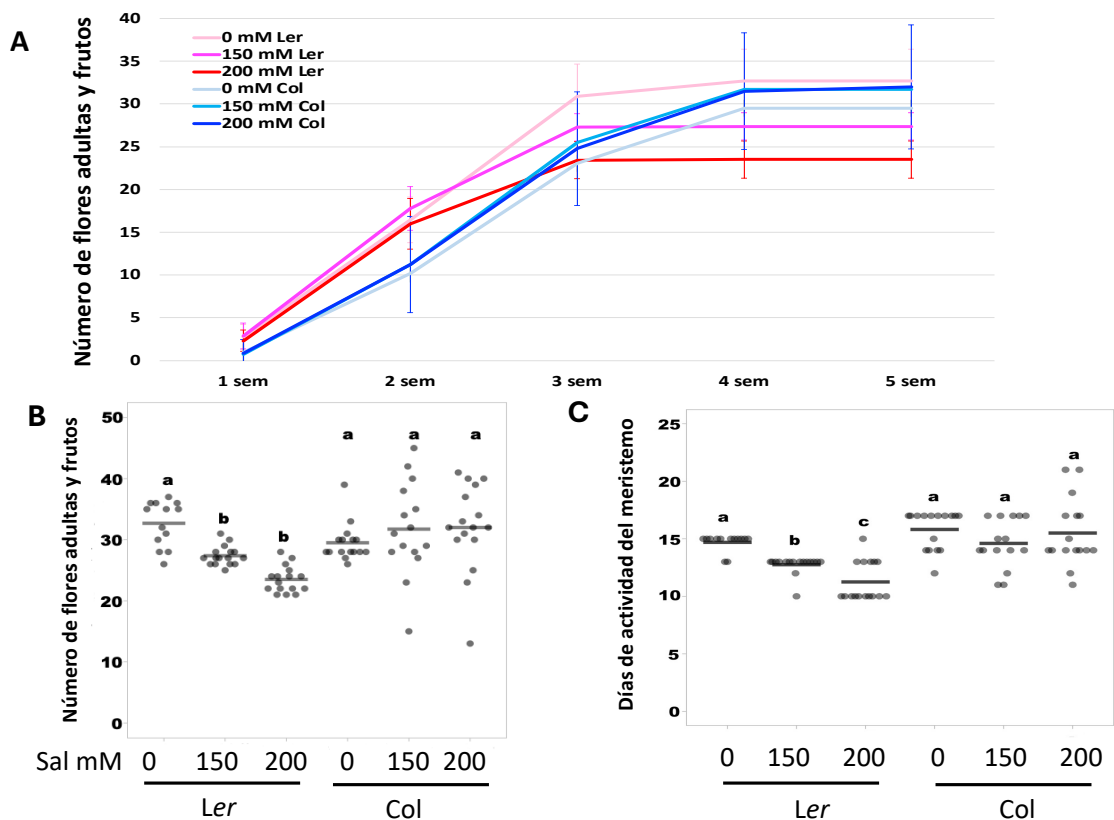 A
Número de flores adultas y frutos
40
35
30
25
20
15
10
5
0
0 mM Ler
150 mM Ler
200 mM Ler
0 mM Col
150 mM Col
200 mM Col
1 sem 2 sem 3 sem 4 sem 5 sem
B
Número de flores adultas y frutos
50
40
30
20
10
0
a b b a a a
Sal mM 0 150 200 0 150 200
Ler Col
C
Días de actividad del meristemo
25
20
15
10
5
0
a b c a a a
0 150 200 0 150 200
Ler Col